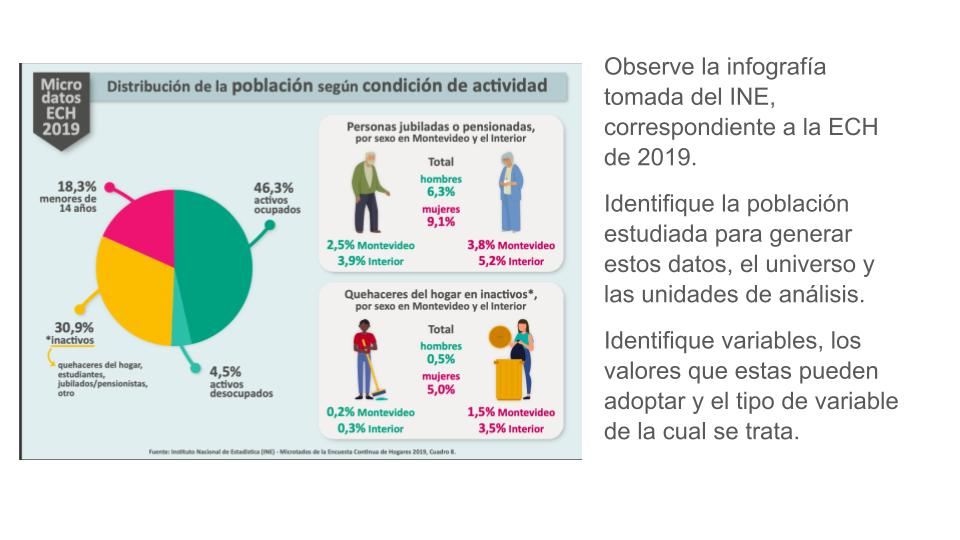 Micro
datos
ECH
2019
Distribución de la población según condición de actividad
18,3%
menores de
14 años
46,3%
activos
ocupados
30,9%
*inactivos
quehaceres del hogar,
estudiantes,
jubilados/pensionistas,
otro
4,5%
activos
desocupados
Personas jubiladas o pensionadas,
por sexo en Montevideo y el Interior
Total
hombres
6,3%
mujeres
9,1%
2,5% Montevideo
3,9% Interior
3,8% Montevideo
5,2% Interior
Quehaceres del hogar en inactivos*,
por sexo en Montevideo y el Interior
Total
hombres
0,5%
mujeres
5,0%
0,2% Montevideo
0,3% Interior
1,5% Montevideo
3,5% Interior
Fuente: Instituto Nacional de Estadística (INE) - Microtades de la Encuesta Continua de Hogares 2019, Cuadro 8.
Observe la infografía
tomada del INE,
correspondiente a la ECH
de 2019.
Identifique la población
estudiada para generar
estos datos, el universo y
las unidades de análisis.
Identifique variables, los
valores que estas pueden
adoptar y el tipo de variable
de la cual se trata.